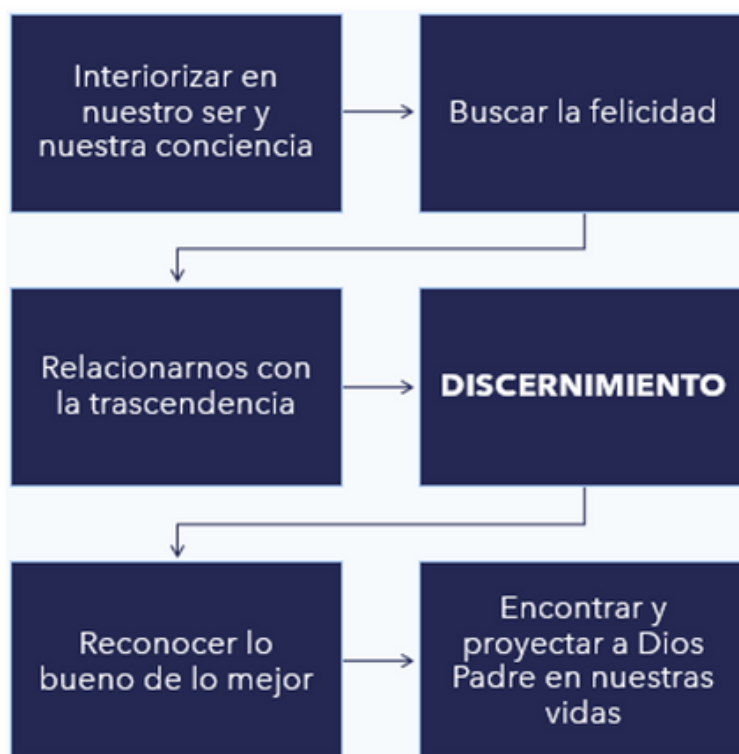 Interiorizar en
nuestro ser y
nuestra conciencia
Buscar la felicidad
Relacionarnos con
la trascendencia
DISCERNIMIENTO
Reconocer lo
bueno de lo mejor
Encontrar y
proyectar a Dios
Padre en nuestras
vidas